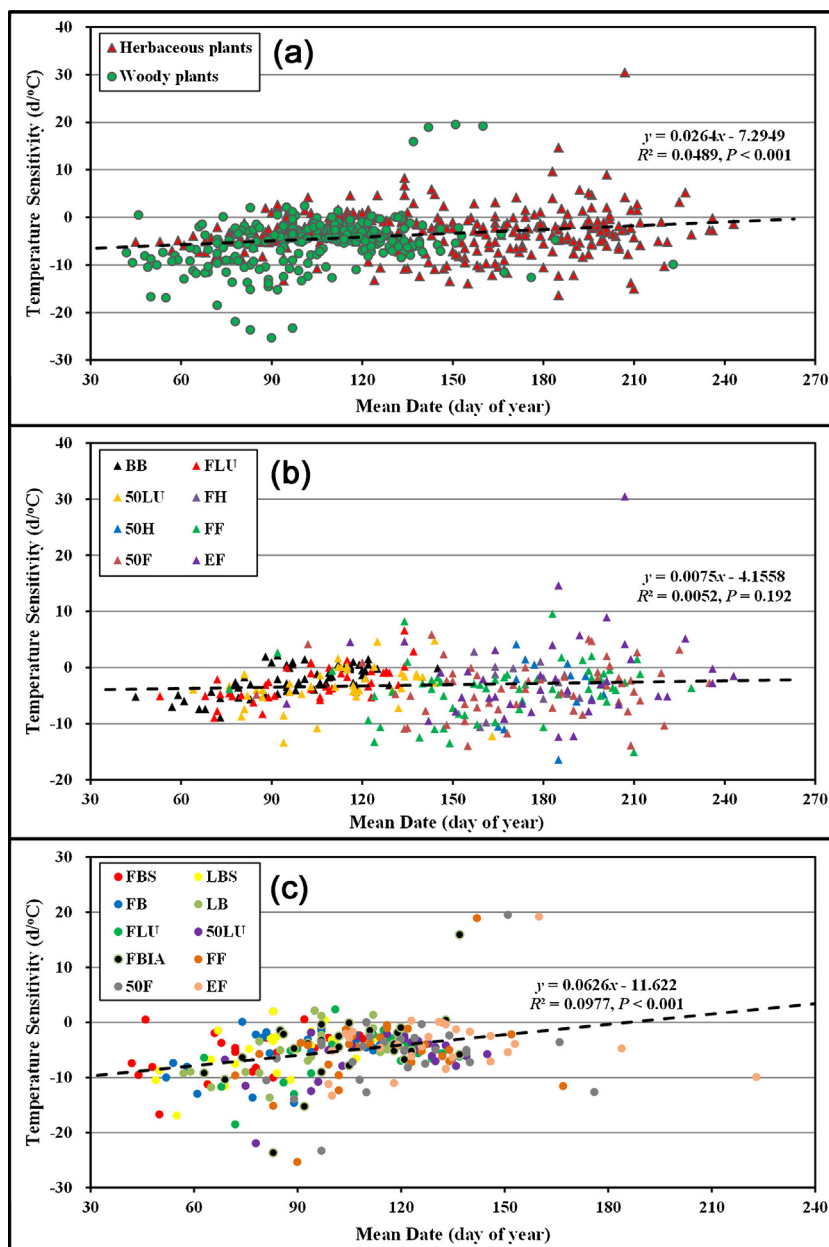 40
30
20
10
0
-10
-20
-30
Temperature Sensitivity (d/°C)
Herbaceous plants
Woody plants
(a)
y = 0.0264x - 7.2949
R² = 0.0489, P < 0.001
30 60 90 120 150 180 210 240 270
Mean Date (day of year)
40
30
20
10
0
-10
-20
Temperature Sensitivity (d/°C)
BB FLU
50LU FH
50H FF
50F EF
(b)
y = 0.0075x - 4.1558
R² = 0.0052, P = 0.192
30 60 90 120 150 180 210 240 270
Mean Date (day of year)
30
20
10
0
-10
-20
-30
Temperature Sensitivity (d/°C)
FBS LBS
FB LB
FLU 50LU
FBIA FF
50F EF
(c)
y = 0.0626x - 11.622
R² = 0.0977, P < 0.001
30 60 90 120 150 180 210 240
Mean Date (day of year)